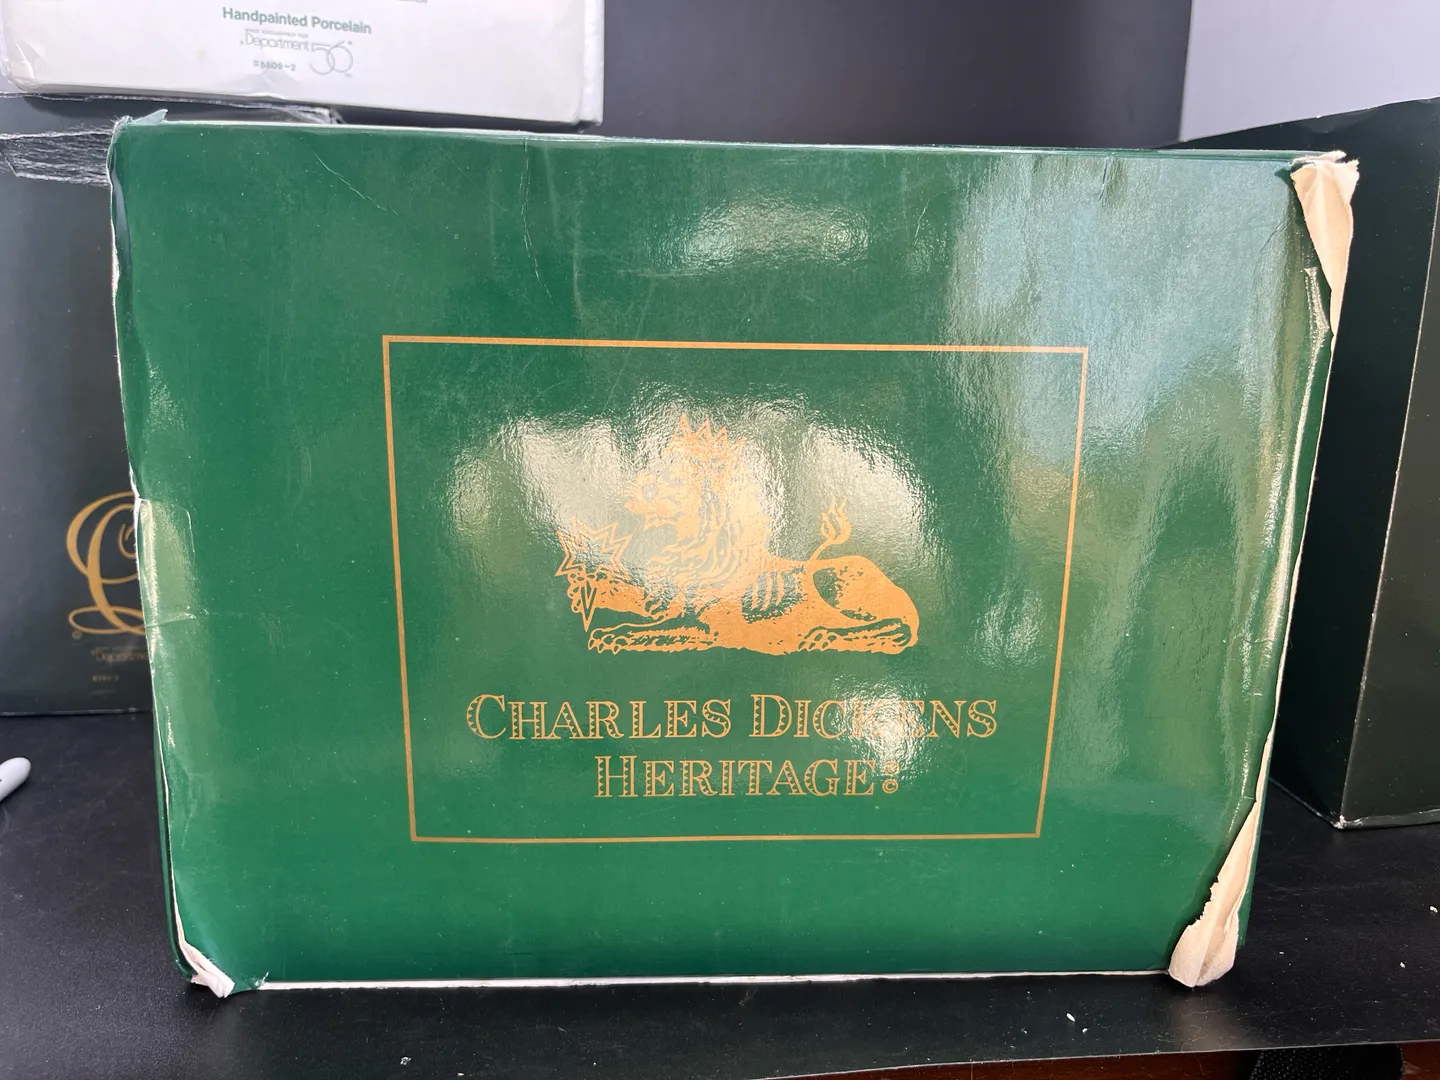 Handpainted Porcelain
Department 56
CHARLES DICKENS
HERITAGE ©